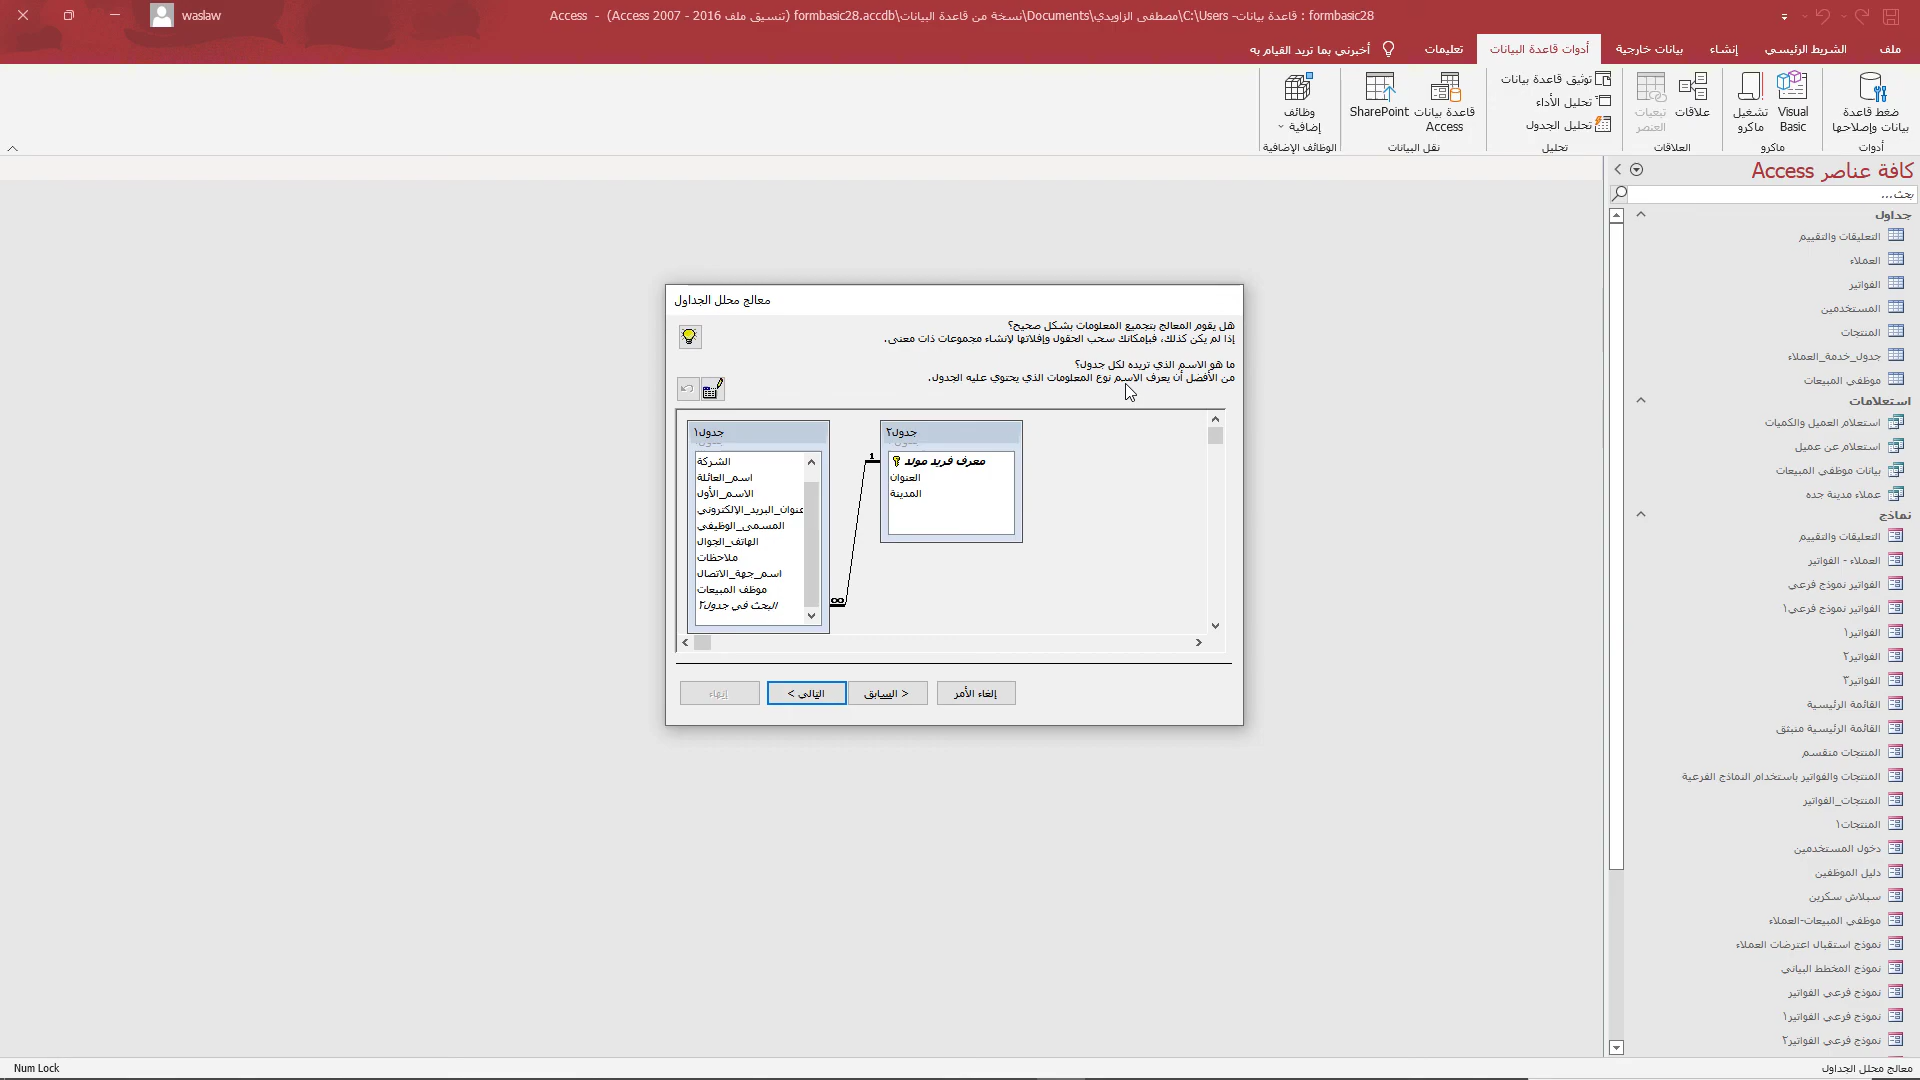 formbasic28 : قاعدة بيانات- C:\Users\مصطفى الزاويدي\Documents\نسخة من قاعدة البيانات\formbasic28.accdb (تنسيق ملف Access 2007 - 2016) - Access
waslaw
ملف
الشريط الرئيسي
إنشاء
بيانات خارجية
أدوات قاعدة البيانات
تعليمات
أخبرني بما تريد القيام به
ضغط قاعدة
بيانات وإصلاحها
أدوات
Visual
Basic
تشغيل
ماكرو
ماكرو
علاقات
تبعيات
العنصر
العلاقات
توثيق قاعدة بيانات
تحليل الأداء
تحليل الجدول
تحليل
قاعدة بيانات
Access
SharePoint
نقل البيانات
وظائف
إضافية
الوظائف الإضافية
كافة عناصر Access
بحث...
جداول
التعليقات والتقييم
العملاء
الفواتير
المستخدمين
المنتجات
جدول_خدمة_العملاء
موظفي المبيعات
استعلامات
استعلام العميل والكميات
استعلام عن عميل
بيانات موظفي المبيعات
عملاء مدينة جده
نماذج
التعليقات والتقييم
العملاء - الفواتير
الفواتير نموذج فرعي
الفواتير نموذج فرعي١
الفواتير١
الفواتير٢
الفواتير٣
القائمة الرئيسية
القائمة الرئيسية منبثق
المنتجات منقسم
المنتجات والفواتير باستخدام النماذج الفرعية
المنتجات_الفواتير
المنتجات١
دخول المستخدمين
دليل الموظفين
سبلاش سكرين
موظفي المبيعات-العملاء
نموذج استقبال اعترضات العملاء
نموذج المخطط البياني
نموذج فرعي الفواتير
نموذج فرعي الفواتير١
نموذج فرعي الفواتير٢
معالج محلل الجداول
هل يقوم المعالج بتجميع المعلومات بشكل صحيح؟
إذا لم يكن كذلك، فبإمكانك سحب الحقول وإفلاتها لإنشاء مجموعات ذات معنى.
ما هو الاسم الذي تريده لكل جدول؟
من الأفضل أن يعرف الاسم نوع المعلومات الذي يحتوي عليه الجدول.
جدول١
الشركة
اسم_العائلة
الاسم_الأول
عنوان_البريد_الإلكتروني
المسمى_الوظيفي
الهاتف_الجوال
ملاحظات
اسم_جهة_الاتصال
موظف المبيعات
البحث في جدول٢
∞
1
جدول٢
معرف فريد مولد
العنوان
المدينة
إلغاء الأمر
< السابق
التالي >
إنهاء
معالج محلل الجداول
Num Lock